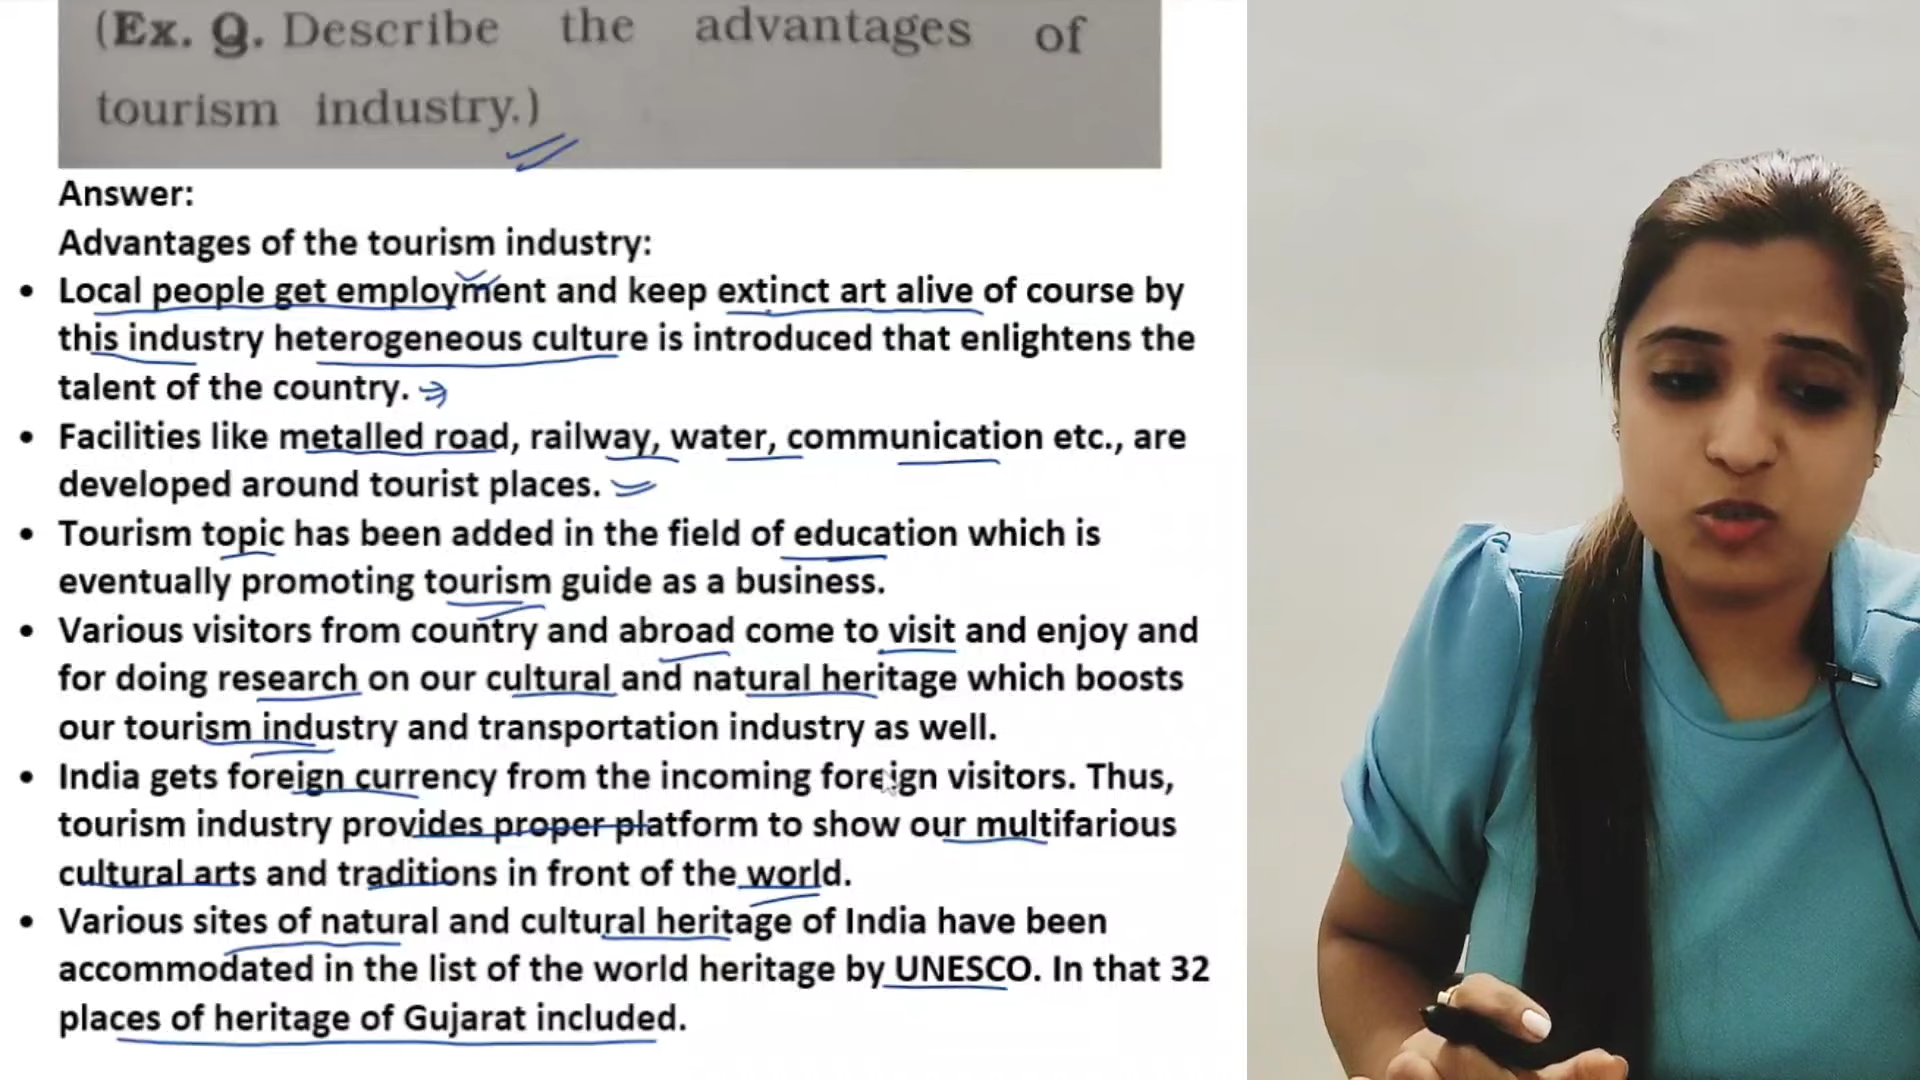 (Ex. Q. Describe the advantages of
tourism industry.)
Answer:
Advantages of the tourism industry:
• Local people get employment and keep extinct art alive of course by
this industry heterogeneous culture is introduced that enlightens the
talent of the country.
• Facilities like metalled road, railway, water, communication etc., are
developed around tourist places.
• Tourism topic has been added in the field of education which is
eventually promoting tourism guide as a business.
• Various visitors from country and abroad come to visit and enjoy and
for doing research on our cultural and natural heritage which boosts
our tourism industry and transportation industry as well.
• India gets foreign currency from the incoming foreign visitors. Thus,
tourism industry provides proper platform to show our multifarious
cultural arts and traditions in front of the world.
• Various sites of natural and cultural heritage of India have been
accommodated in the list of the world heritage by UNESCO. In that 32
places of heritage of Gujarat included.